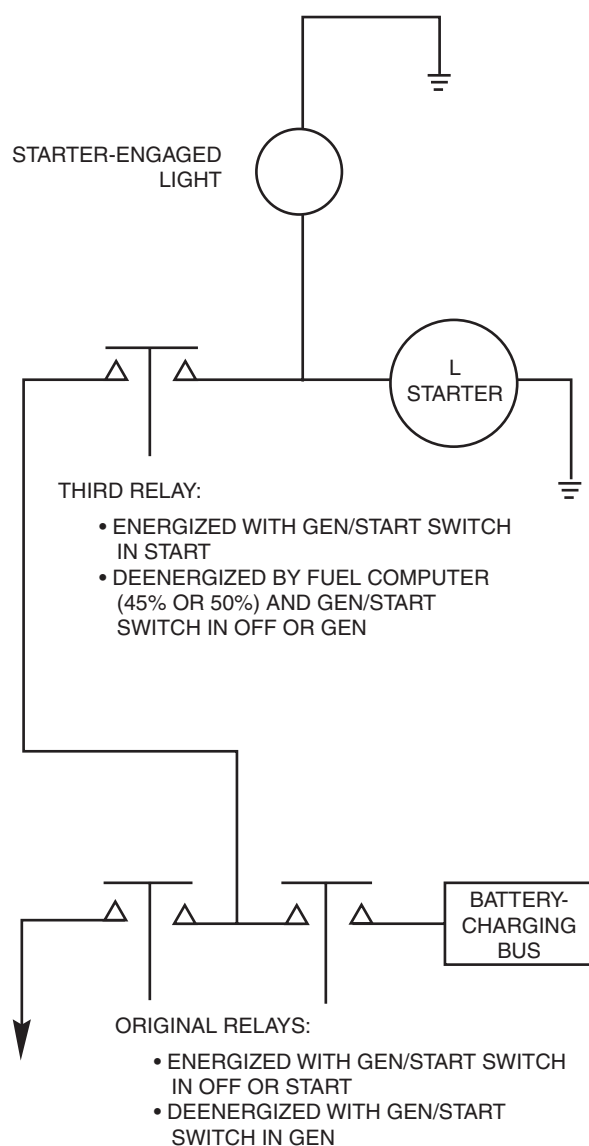 STARTER-ENGAGED
LIGHT
L
STARTER
THIRD RELAY:
• ENERGIZED WITH GEN/START SWITCH
IN START
• DEENERGIZED BY FUEL COMPUTER
(45% OR 50%) AND GEN/START
SWITCH IN OFF OR GEN
BATTERY-
CHARGING
BUS
ORIGINAL RELAYS:
• ENERGIZED WITH GEN/START SWITCH
IN OFF OR START
• DEENERGIZED WITH GEN/START
SWITCH IN GEN